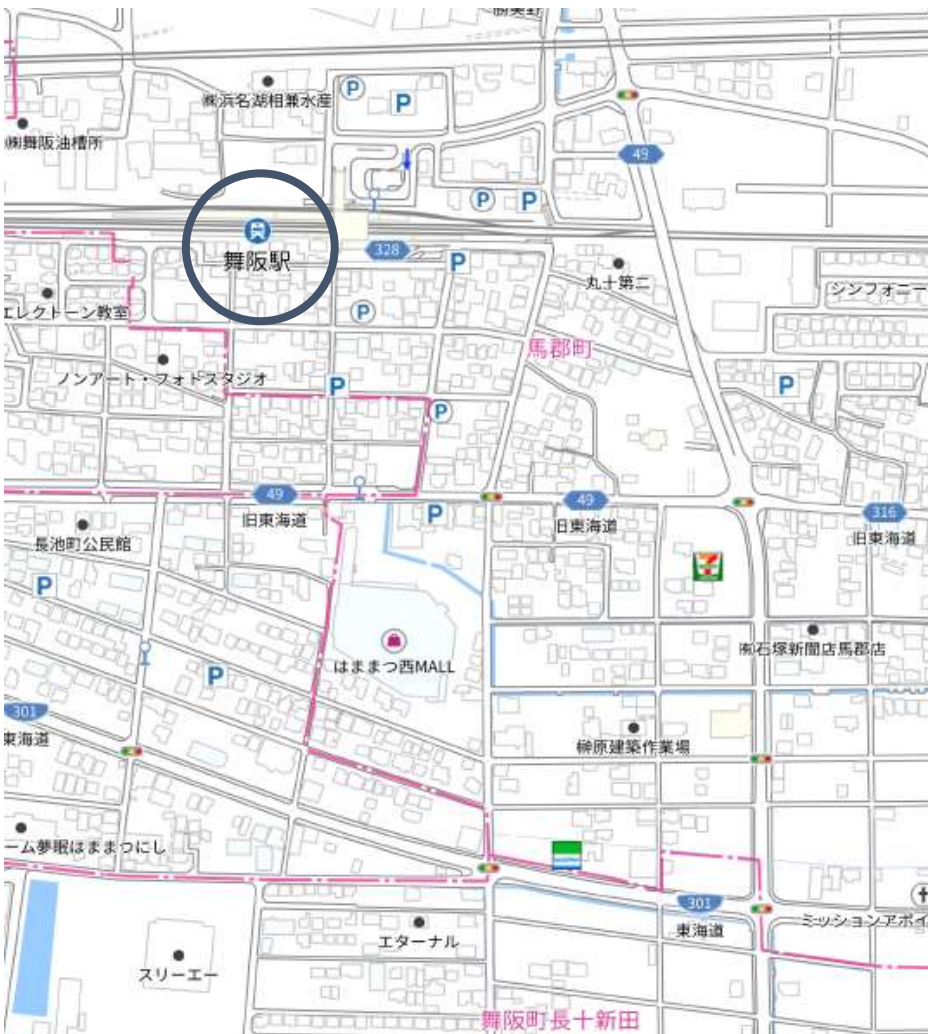 ㈱浜名湖相兼水産
P
P
㈱舞阪油槽所
49
P
P
舞阪駅
328
P
丸十第二
シンフォニー
エレクトーン教室
P
馬郡町
ノンアート・フォトスタジオ
P
P
P
49
旧東海道
P
49
旧東海道
316
旧東海道
長池町公民館
P
はままつ西MALL
㈲石塚新聞店馬郡店
P
301
東海道
榊原建築作業場
ーム夢眠はままつにし
301
東海道
ミッションアポイ
エターナル
スリーエー
舞阪町長十新田